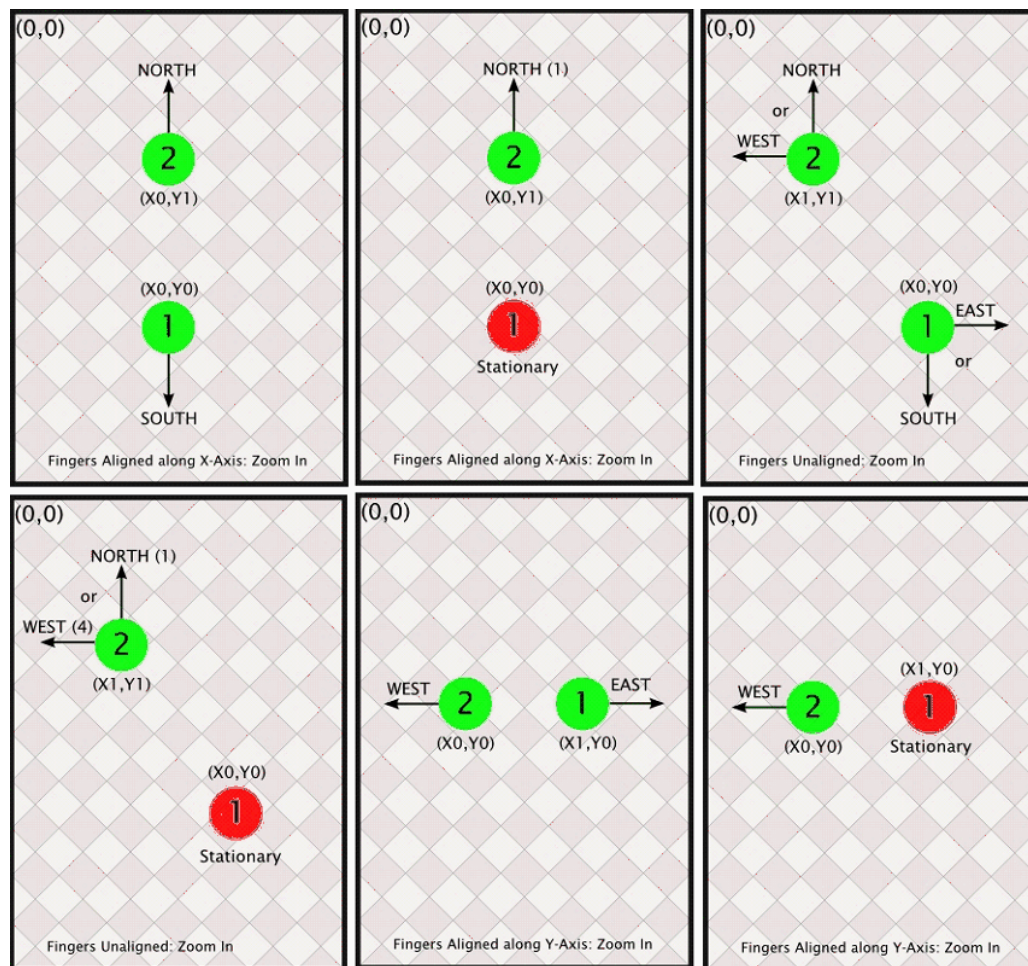 (0,0)
NORTH
2
(X0,Y1)
(X0,Y0)
1
SOUTH
Fingers Aligned along X-Axis: Zoom In
(0,0)
NORTH (1)
2
(X0,Y1)
(X0,Y0)
1
Stationary
Fingers Aligned along X-Axis: Zoom In
(0,0)
NORTH
or
WEST
2
(X1,Y1)
(X0,Y0)
1
EAST
or
SOUTH
Fingers Unaligned: Zoom In
(0,0)
NORTH (1)
or
WEST (4)
2
(X1,Y1)
(X0,Y0)
1
Stationary
Fingers Unaligned: Zoom In
(0,0)
WEST
2
1
EAST
(X0,Y0)
(X1,Y0)
Fingers Aligned along Y-Axis: Zoom In
(0,0)
(X1,Y0)
WEST
2
1
(X0,Y0)
Stationary
Fingers Aligned along Y-Axis: Zoom In